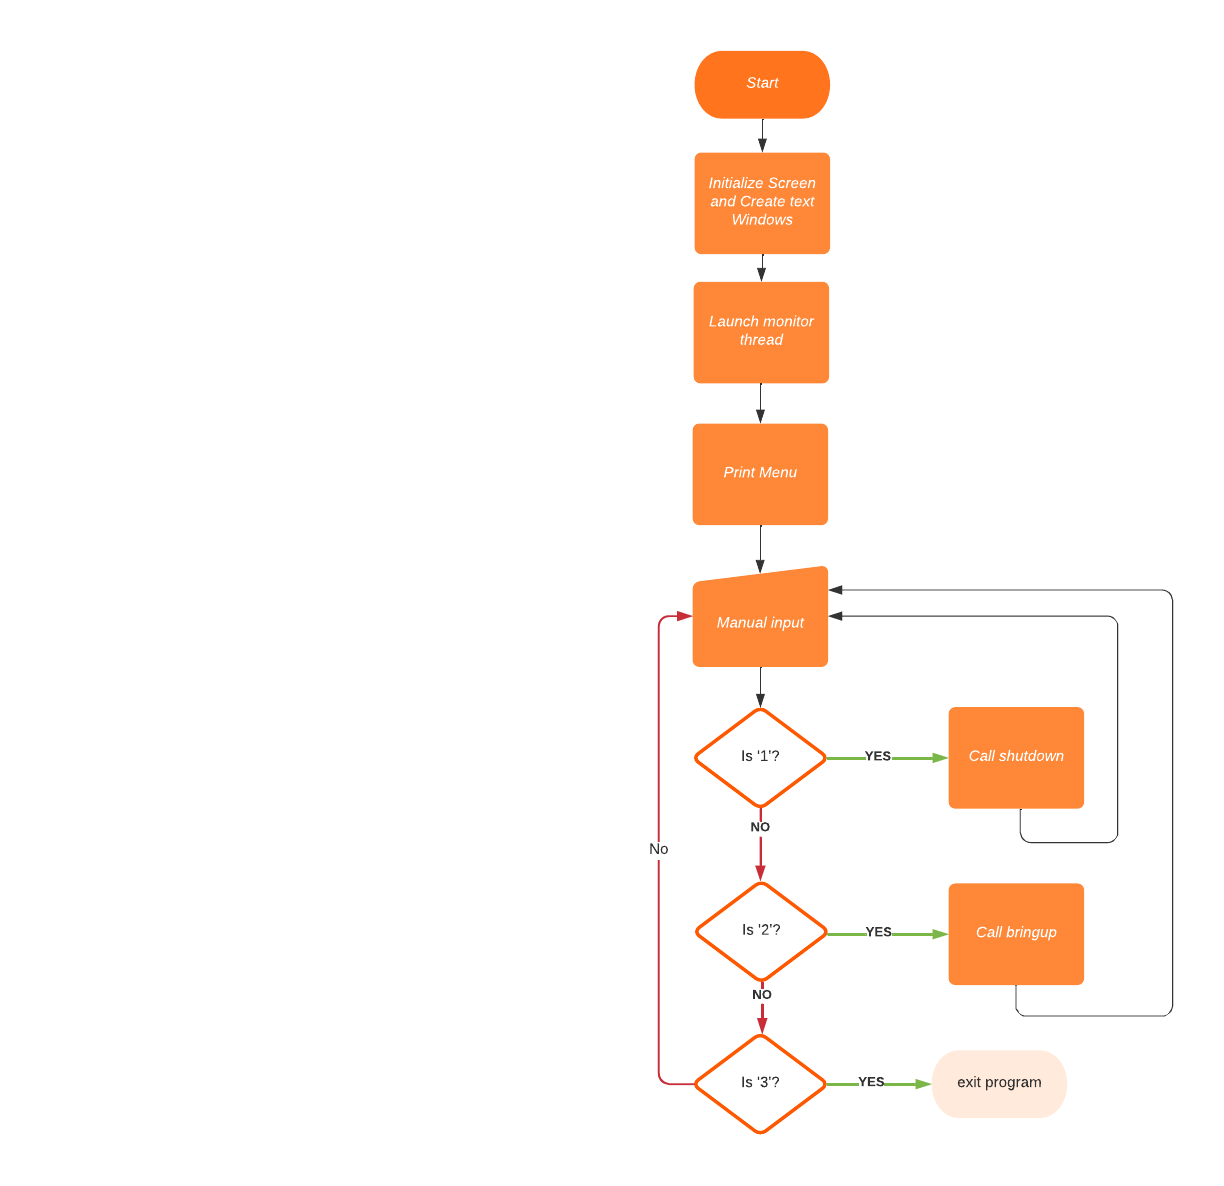 Start
Initialize Screen
and Create text
Windows
Launch monitor
thread
Print Menu
Manual input
Is ‘1’?
YES
Call shutdown
NO
No
Is ‘2’?
YES
Call bringup
NO
Is ‘3’?
YES
exit program